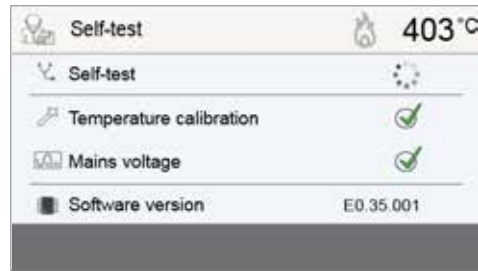 Self-test 403 °C
Self-test
Temperature calibration
Mains voltage
Software version E0.35.001